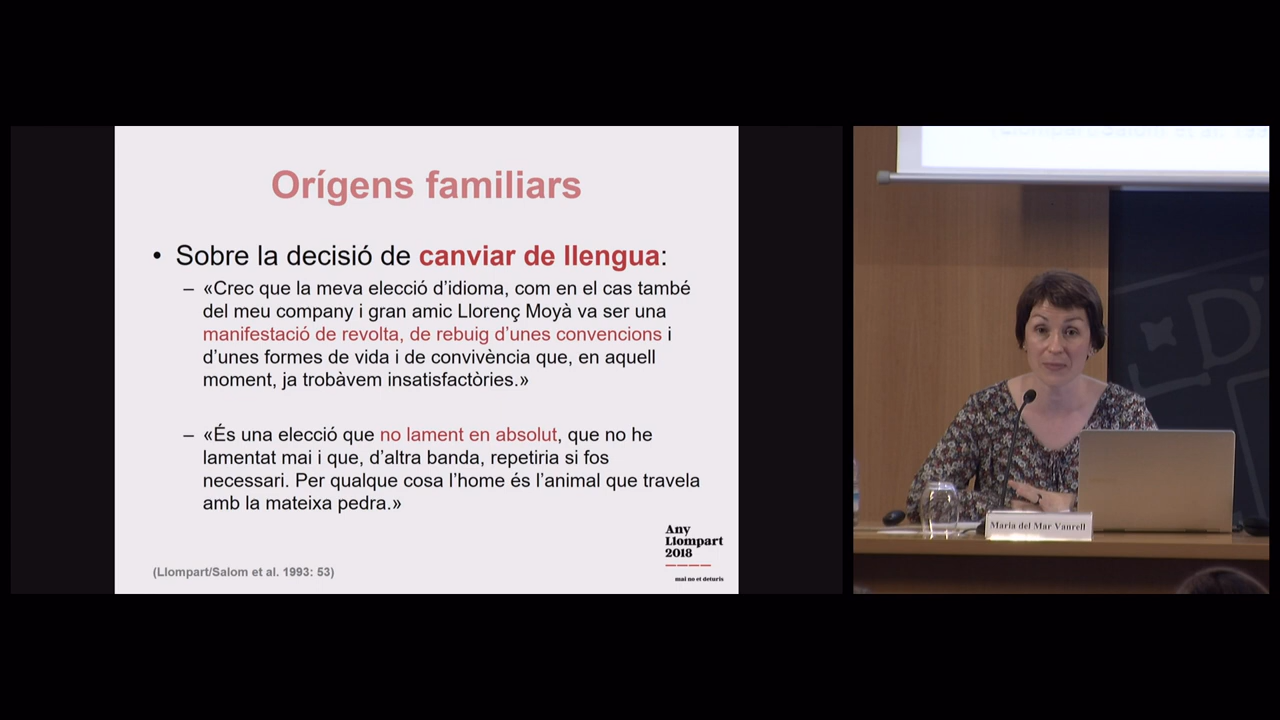 Orígens familiars
• Sobre la decisió de canviar de llengua:
– «Crec que la meva elecció d’idioma, com en el cas també
del meu company i gran amic Llorenç Moyà va ser una
manifestació de revolta, de rebuig d’unes convencions i
d’unes formes de vida i de convivència que, en aquell
moment, ja trobàvem insatisfactòries.»
– «És una elecció que no lament en absolut, que no he
lamentat mai i que, d’altra banda, repetiria si fos
necessari. Per qualque cosa l’home és l’animal que travela
amb la mateixa pedra.»
(Llompart/Salom et al. 1993: 53)
Any
Llompart
2018
mai no et deturis
(Llompart/Salom et al. 199
D'
Maria del Mar Vanrell